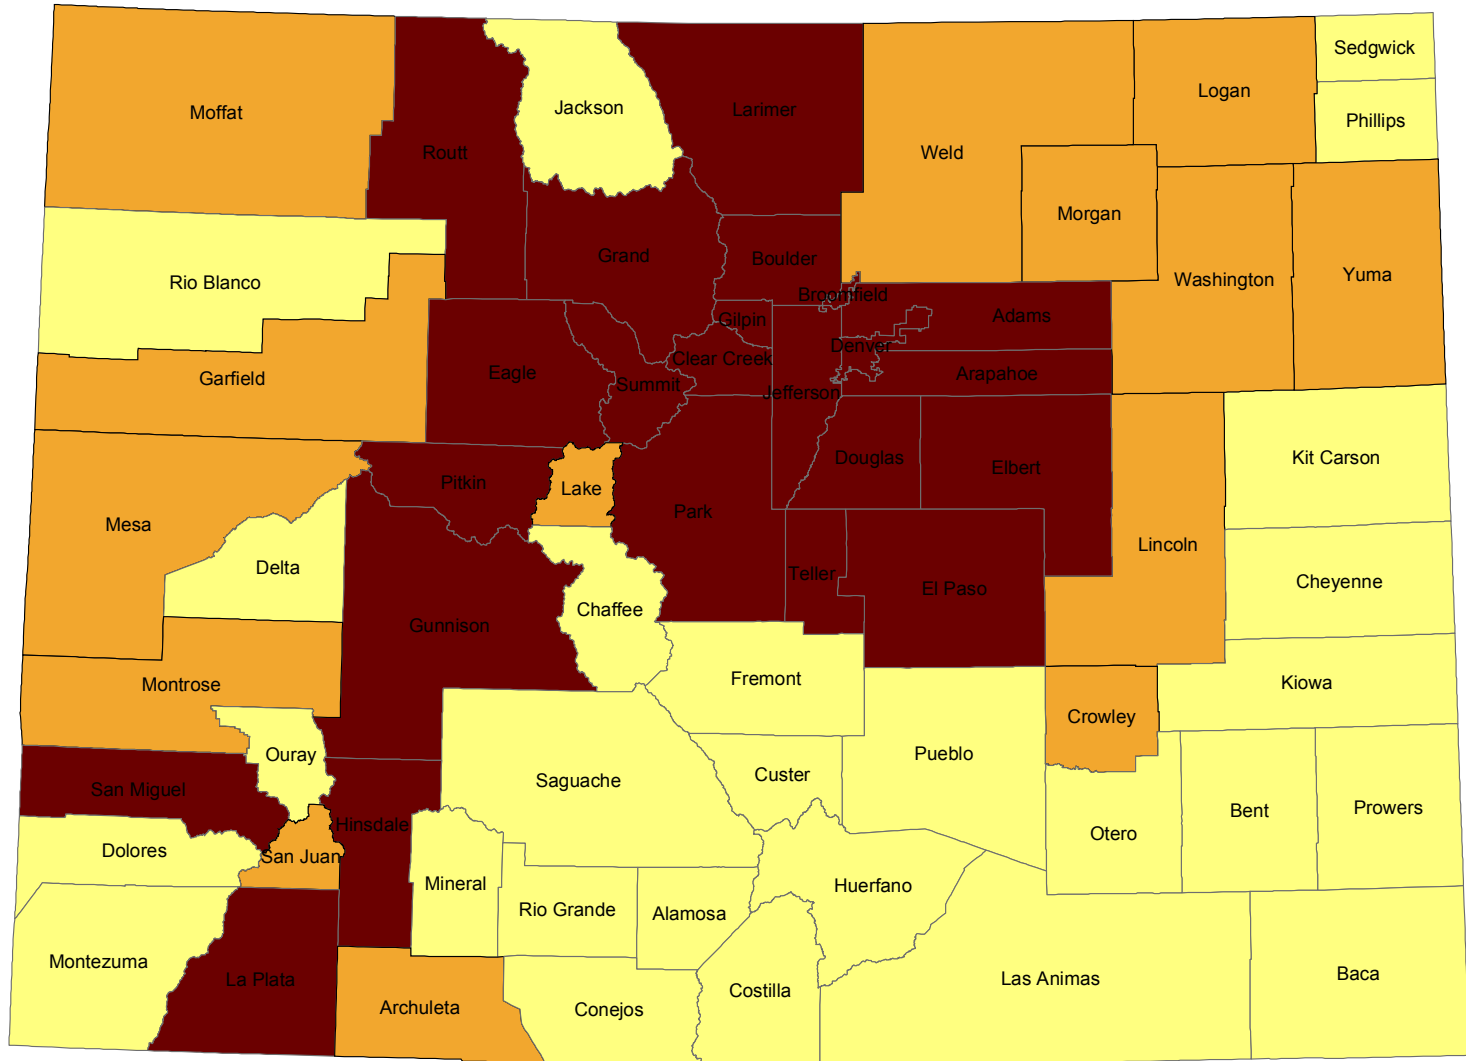 Sedgwick
Logan
Jackson
Larimer
Moffat
Phillips
Routt
Weld
Morgan
Grand
Boulder
Yuma
Washington
Rio Blanco
Broomfield
Adams
Gilpin
Denver
Clear Creek
Eagle
Arapahoe
Garfield
Summit
Jefferson
Douglas
Kit Carson
Elbert
Pitkin
Lake
Park
Mesa
Lincoln
Delta
Teller
Cheyenne
El Paso
Chaffee
Gunnison
Fremont
Kiowa
Montrose
Crowley
Ouray
Pueblo
Custer
Saguache
San Miguel
Prowers
Bent
Hinsdale
Otero
Dolores
San Juan
Mineral
Huerfano
Rio Grande
Alamosa
Montezuma
Baca
La Plata
Las Animas
Costilla
Archuleta
Conejos